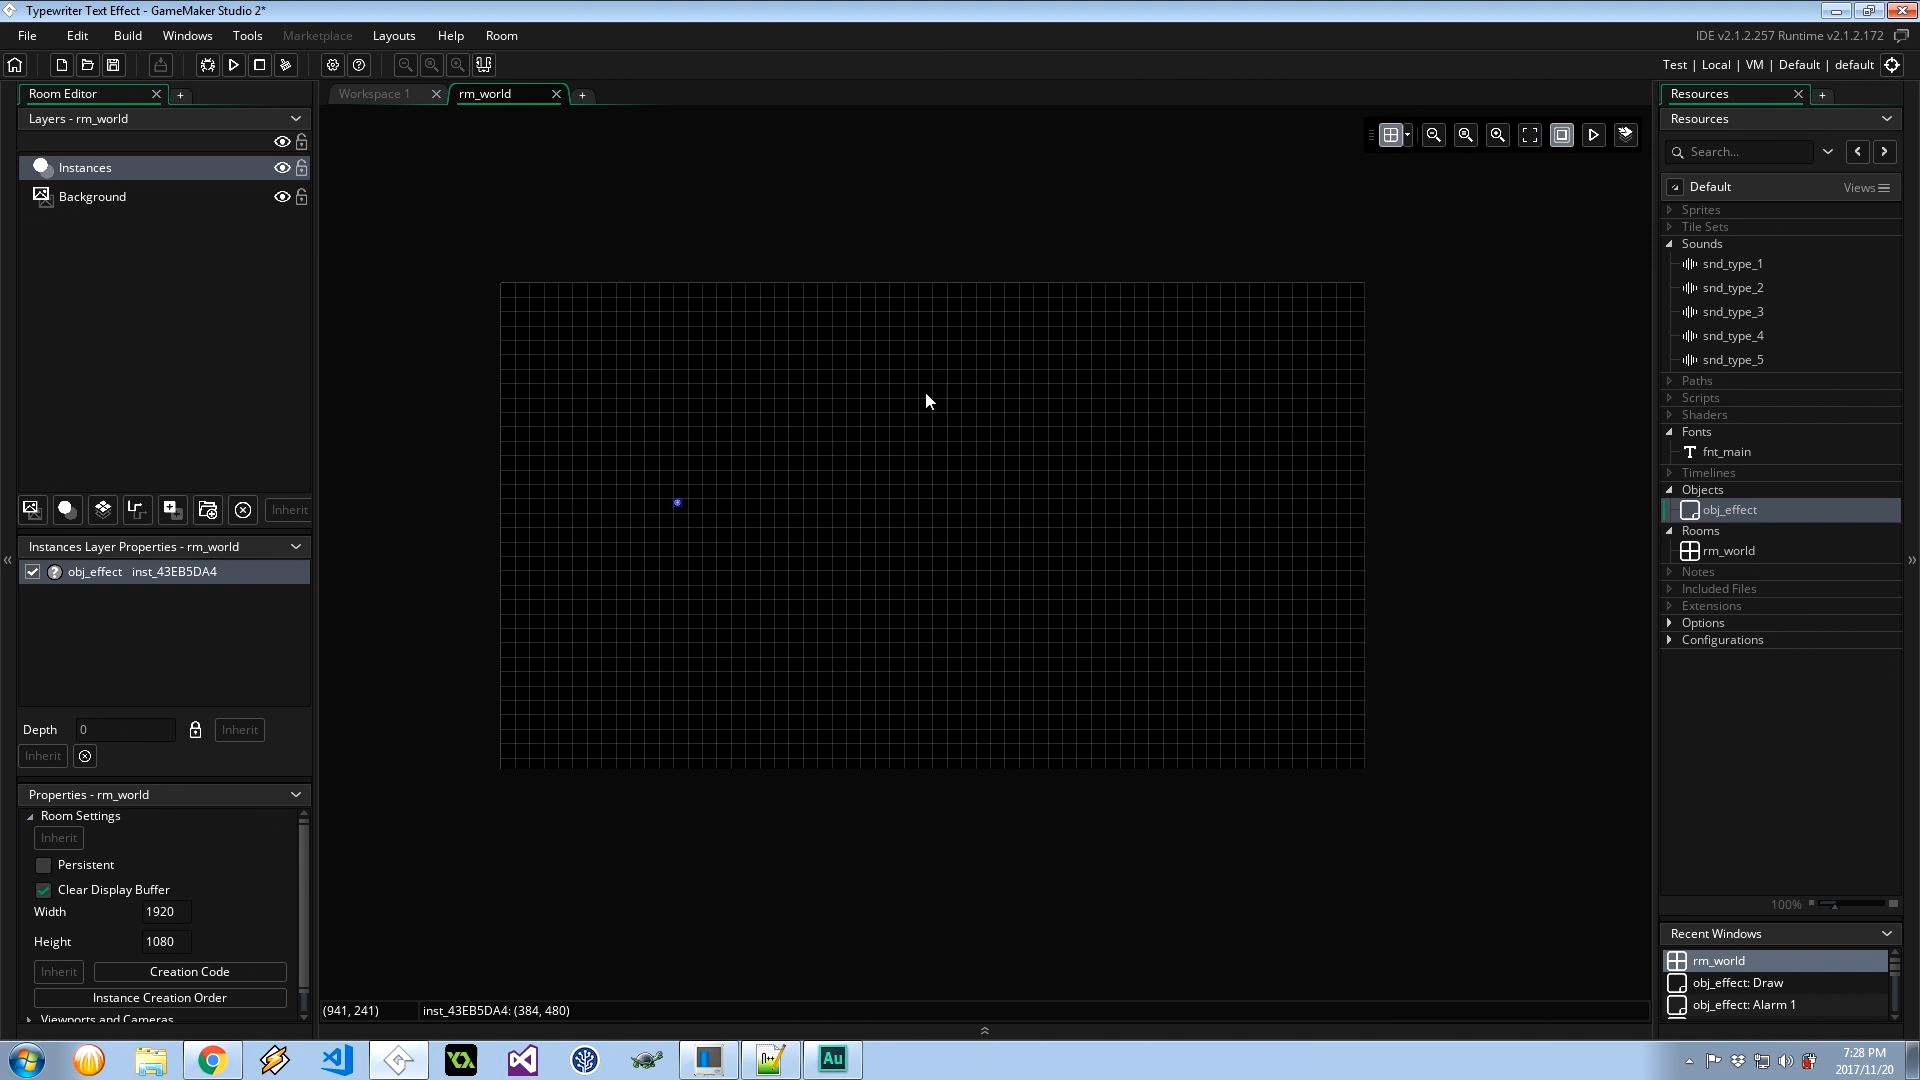 Typewriter Text Effect - GameMaker Studio 2*
File Edit Build Windows Tools Marketplace Layouts Help Room
IDE v2.1.2.257 Runtime v2.1.2.172
Test | Local | VM | Default | default
Room Editor
Layers - rm_world
Instances
Background
Inherit
Instances Layer Properties - rm_world
obj_effect inst_43EB5DA4
Depth 0 Inherit
Inherit
Properties - rm_world
Room Settings
Inherit
Persistent
Clear Display Buffer
Width 1920
Height 1080
Inherit Creation Code
Instance Creation Order
Viewports and Cameras
Workspace 1
rm_world
(941, 241)
inst_43EB5DA4: (384, 480)
Resources
Resources
Search...
Default Views
Sprites
Tile Sets
Sounds
snd_type_1
snd_type_2
snd_type_3
snd_type_4
snd_type_5
Paths
Scripts
Shaders
Fonts
fnt_main
Timelines
Objects
obj_effect
Rooms
rm_world
Notes
Included Files
Extensions
Options
Configurations
100%
Recent Windows
rm_world
obj_effect: Draw
obj_effect: Alarm 1
Au
7:28 PM
2017/11/20